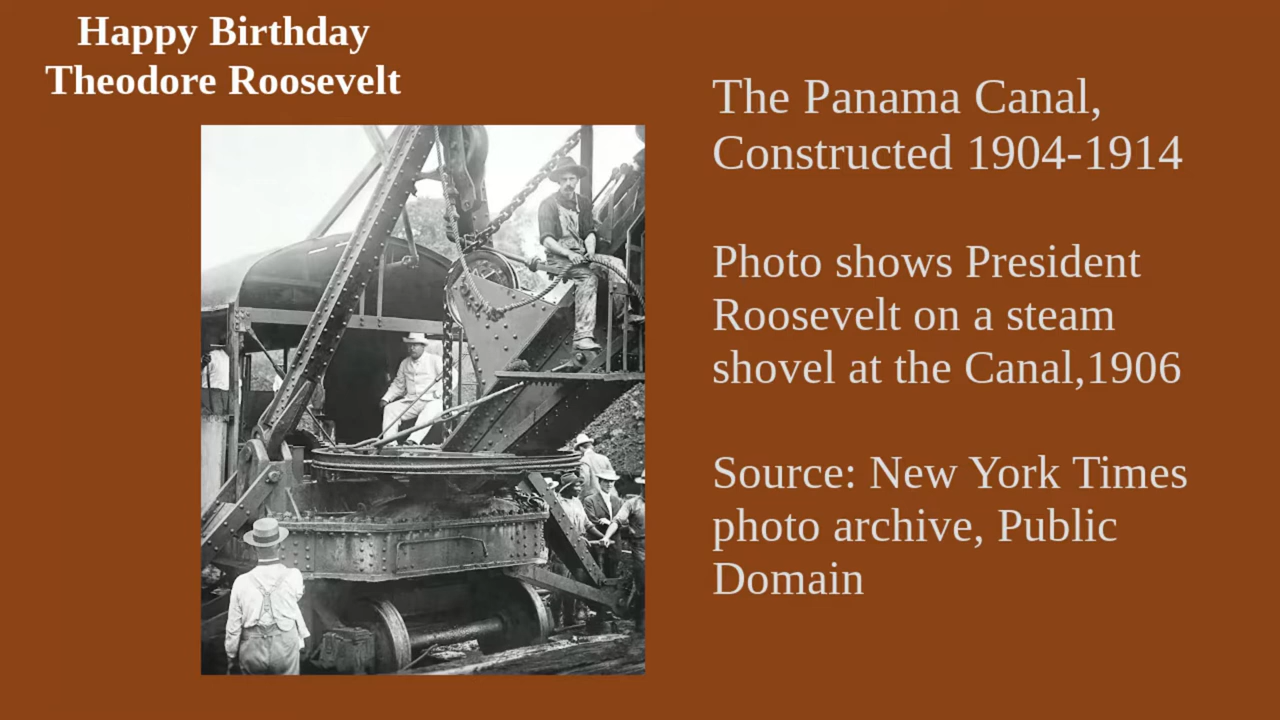 Happy Birthday
Theodore Roosevelt
The Panama Canal,
Constructed 1904-1914
Photo shows President
Roosevelt on a steam
shovel at the Canal,1906
Source: New York Times
photo archive, Public
Domain